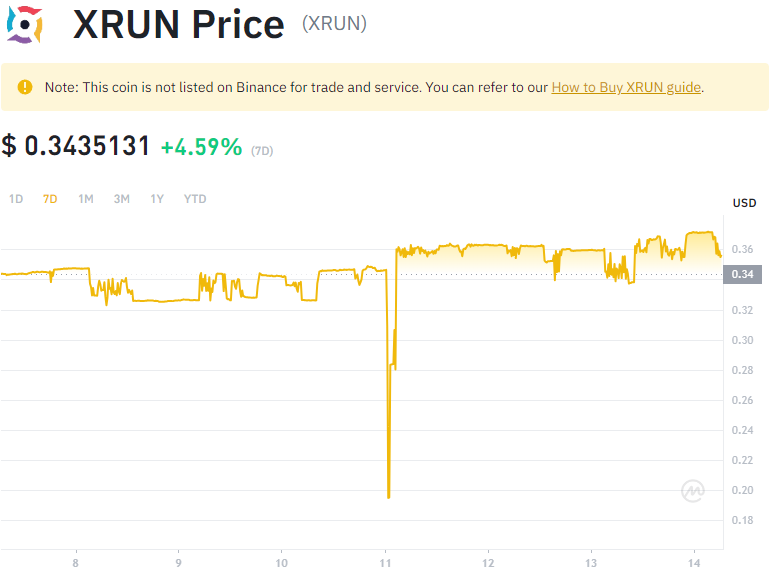 XRUN Price (XRUN)
Note: This coin is not listed on Binance for trade and service. You can refer to our How to Buy XRUN guide.
$ 0.3435131 +4.59% (7D)
1D 7D 1M 3M 1Y YTD
USD
0.36
0.34
0.32
0.30
0.28
0.26
0.24
0.22
0.20
0.18
8 9 10 11 12 13 14